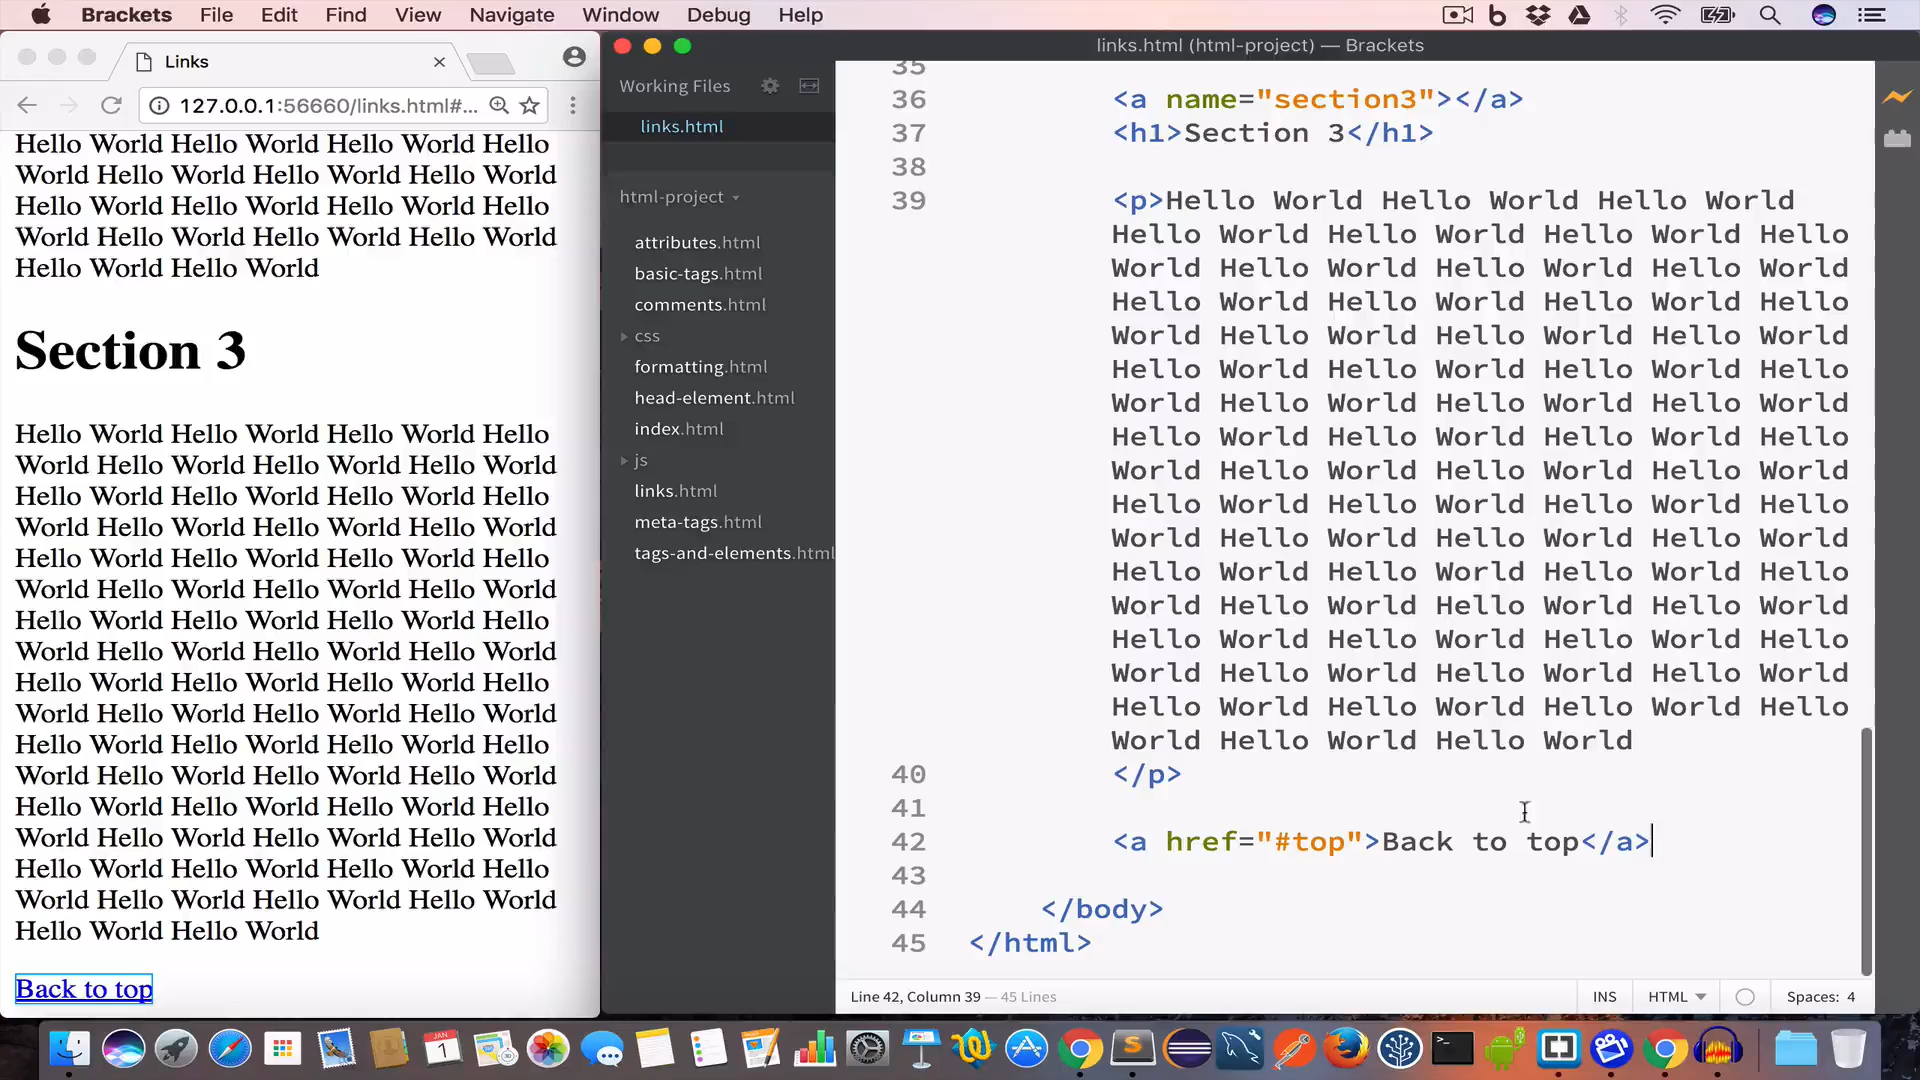 Brackets File Edit Find View Navigate Window Debug Help
Links
127.0.0.1:56660/links.html#...
Hello World Hello World Hello World Hello
World Hello World Hello World Hello World
Hello World Hello World Hello World Hello
World Hello World Hello World Hello World
Hello World Hello World
Section 3
Hello World Hello World Hello World Hello
World Hello World Hello World Hello World
Hello World Hello World Hello World Hello
World Hello World Hello World Hello World
Hello World Hello World Hello World Hello
World Hello World Hello World Hello World
Hello World Hello World Hello World Hello
World Hello World Hello World Hello World
Hello World Hello World Hello World Hello
World Hello World Hello World Hello World
Hello World Hello World Hello World Hello
World Hello World Hello World Hello World
Hello World Hello World Hello World Hello
World Hello World Hello World Hello World
Hello World Hello World Hello World Hello
World Hello World Hello World Hello World
Hello World Hello World
Back to top
links.html (html-project) — Brackets
Working Files
links.html
html-project
attributes.html
basic-tags.html
comments.html
css
formatting.html
head-element.html
index.html
js
links.html
meta-tags.html
tags-and-elements.html
35
36 <a name="section3"></a>
37 <h1>Section 3</h1>
38
39 <p>Hello World Hello World Hello World
Hello World Hello World Hello World Hello
World Hello World Hello World Hello World
Hello World Hello World Hello World Hello
World Hello World Hello World Hello World
Hello World Hello World Hello World Hello
World Hello World Hello World Hello World
Hello World Hello World Hello World Hello
World Hello World Hello World Hello World
Hello World Hello World Hello World Hello
World Hello World Hello World Hello World
Hello World Hello World Hello World Hello
World Hello World Hello World Hello World
Hello World Hello World Hello World Hello
World Hello World Hello World Hello World
Hello World Hello World Hello World Hello
World Hello World Hello World
40 </p>
41
42 <a href="#top">Back to top</a>
43
44 </body>
45 </html>
Line 42, Column 39 — 45 Lines
INS HTML Spaces: 4
JAN
1